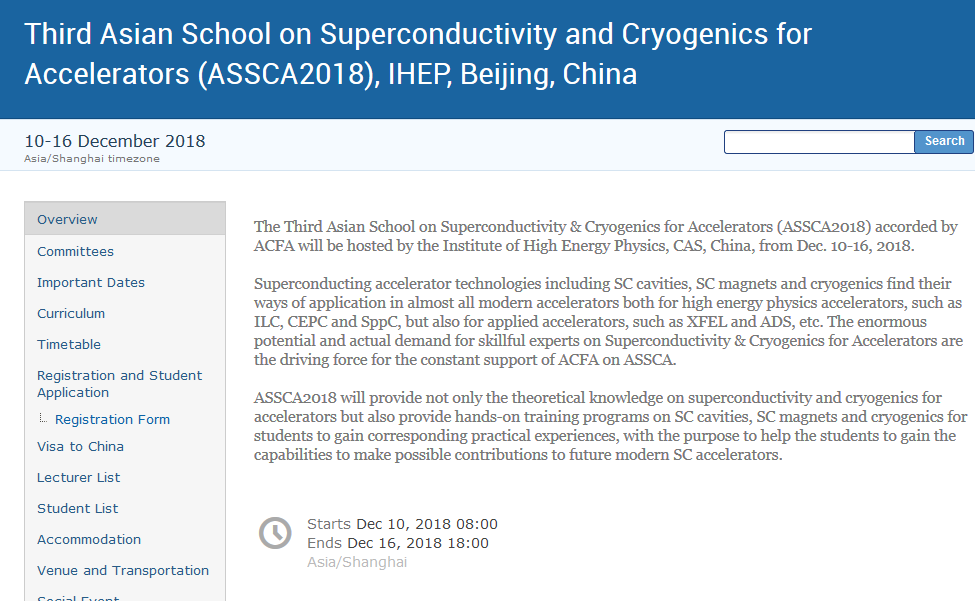 Third Asian School on Superconductivity and Cryogenics for
Accelerators (ASSCA2018), IHEP, Beijing, China
10-16 December 2018
Asia/Shanghai timezone
Search
Overview
Committees
Important Dates
Curriculum
Timetable
Registration and Student
Application
Registration Form
Visa to China
Lecturer List
Student List
Accommodation
Venue and Transportation
Social Event
The Third Asian School on Superconductivity & Cryogenics for Accelerators (ASSCA2018) accorded by
ACFA will be hosted by the Institute of High Energy Physics, CAS, China, from Dec. 10-16, 2018.
Superconducting accelerator technologies including SC cavities, SC magnets and cryogenics find their
ways of application in almost all modern accelerators both for high energy physics accelerators, such as
ILC, CEPC and SppC, but also for applied accelerators, such as XFEL and ADS, etc. The enormous
potential and actual demand for skillful experts on Superconductivity & Cryogenics for Accelerators are
the driving force for the constant support of ACFA on ASSCA.
ASSCA2018 will provide not only the theoretical knowledge on superconductivity and cryogenics for
accelerators but also provide hands-on training programs on SC cavities, SC magnets and cryogenics for
students to gain corresponding practical experiences, with the purpose to help the students to gain the
capabilities to make possible contributions to future modern SC accelerators.
Starts Dec 10, 2018 08:00
Ends Dec 16, 2018 18:00
Asia/Shanghai